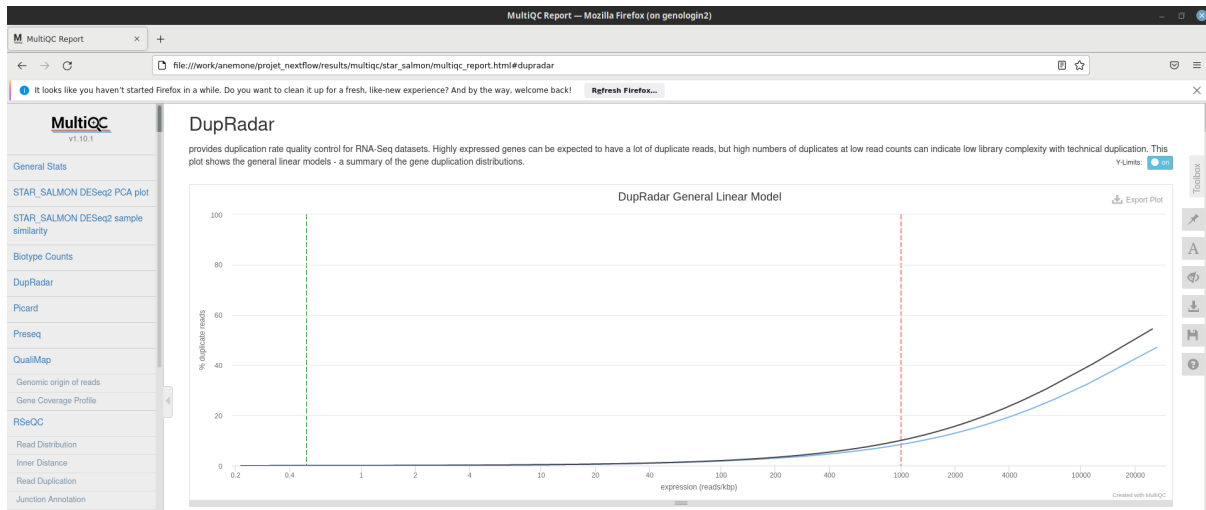 MultiQC Report — Mozilla Firefox (on genologin2)
MultiQC Report
file:///work/anemone/projet_nextflow/results/multiqc/star_salmon/multiqc_report.html#dupradar
It looks like you haven't started Firefox in a while. Do you want to clean it up for a fresh, like-new experience? And by the way, welcome back! Refresh Firefox...
MultiQC
v1.10.1
General Stats
STAR_SALMON DESeq2 PCA plot
STAR_SALMON DESeq2 sample
similarity
Biotype Counts
DupRadar
Picard
Preseq
QualiMap
Genomic origin of reads
Gene Coverage Profile
RSeQC
Read Distribution
Inner Distance
Read Duplication
Junction Annotation
DupRadar
provides duplication rate quality control for RNA-Seq datasets. Highly expressed genes can be expected to have a lot of duplicate reads, but high numbers of duplicates at low read counts can indicate low library complexity with technical duplication. This
plot shows the general linear models - a summary of the gene duplication distributions.
Y-Limits: on
DupRadar General Linear Model
Export Plot
100
80
60
40
20
0
% duplicate reads
0.2 0.4 1 2 4 10 20 40 100 200 400 1000 2000 4000 10000 20000
expression (reads/kbp)
Created with MultiQC
Toolbox
A